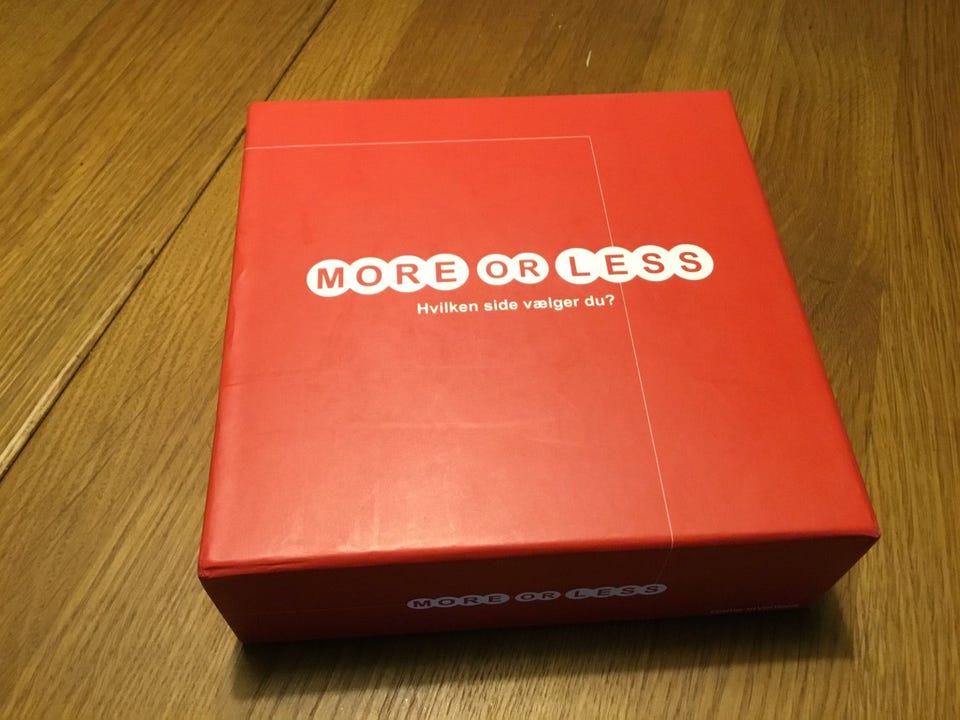 MORE OR LESS
Hvilken side vælger du?
MORE OR LESS